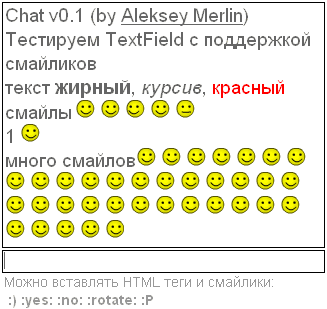 Chat v0.1 (by Aleksey Merlin)
Тестируем TextField с поддержкой
смайликов
текст жирный, курсив, красный
смайлы
1
много смайлов
Можно вставлять HTML теги и смайлики:
:) :yes: :no: :rotate: :P